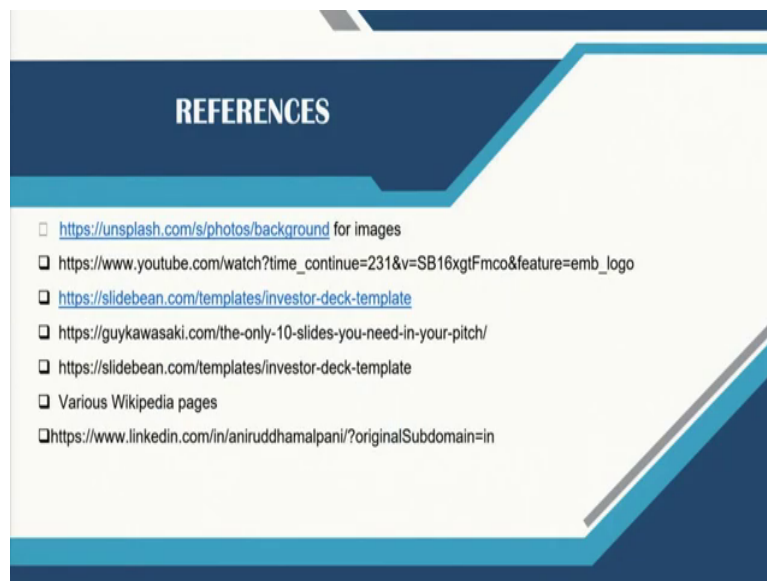 REFERENCES
https://unsplash.com/s/photos/background for images
https://www.youtube.com/watch?time_continue=231&v=SB16xgtFmco&feature=emb_logo
https://slidebean.com/templates/investor-deck-template
https://guykawasaki.com/the-only-10-slides-you-need-in-your-pitch/
https://slidebean.com/templates/investor-deck-template
Various Wikipedia pages
https://www.linkedin.com/in/aniruddhamalpani/?originalSubdomain=in